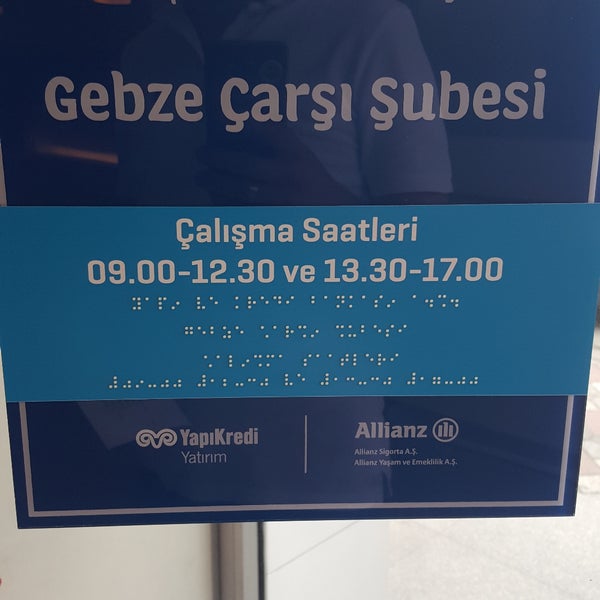 Gebze Çarşı Şubesi
Çalışma Saatleri
09.00-12.30 ve 13.30-17.00
YapıKredi
Yatırım
Allianz
Allianz Sigorta A.Ş.
Allianz Yaşam ve Emeklilik A.Ş.